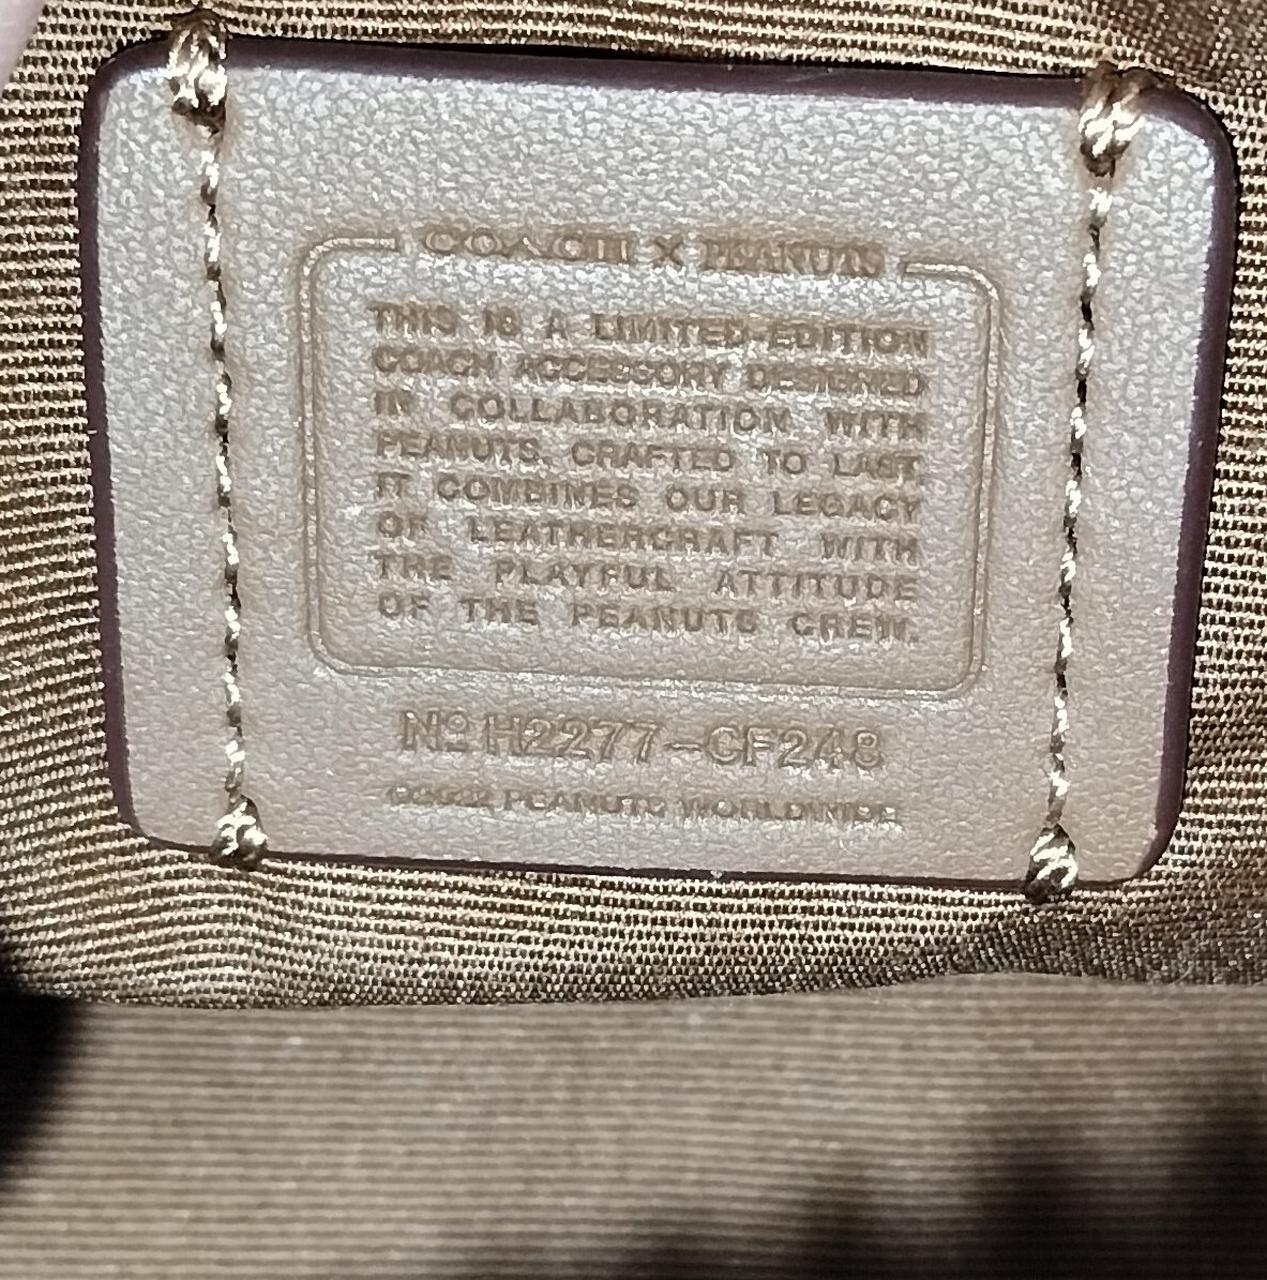 COACH X PEANUTS
THIS IS A LIMITED-EDITION
COACH ACCESSORY DESIGNED
IN COLLABORATION WITH
PEANUTS. CRAFTED TO LAST,
IT COMBINES OUR LEGACY
OF LEATHERCRAFT WITH
THE PLAYFUL ATTITUDE
OF THE PEANUTS CREW.
Nº H2277-CF248
PEANUTS WORLDWIDE